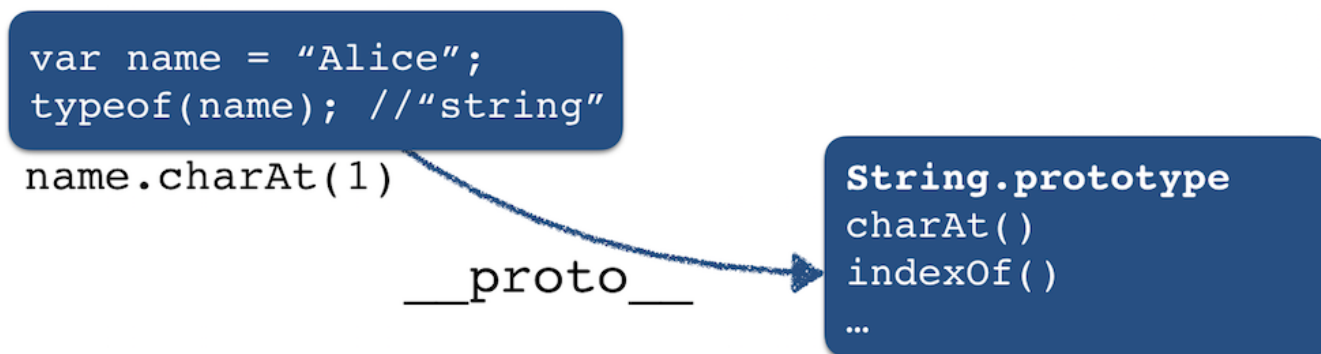 var name = “Alice”;
typeof(name); //“string”
name.charAt(1)
__proto__
String.prototype
charAt()
indexOf()
…